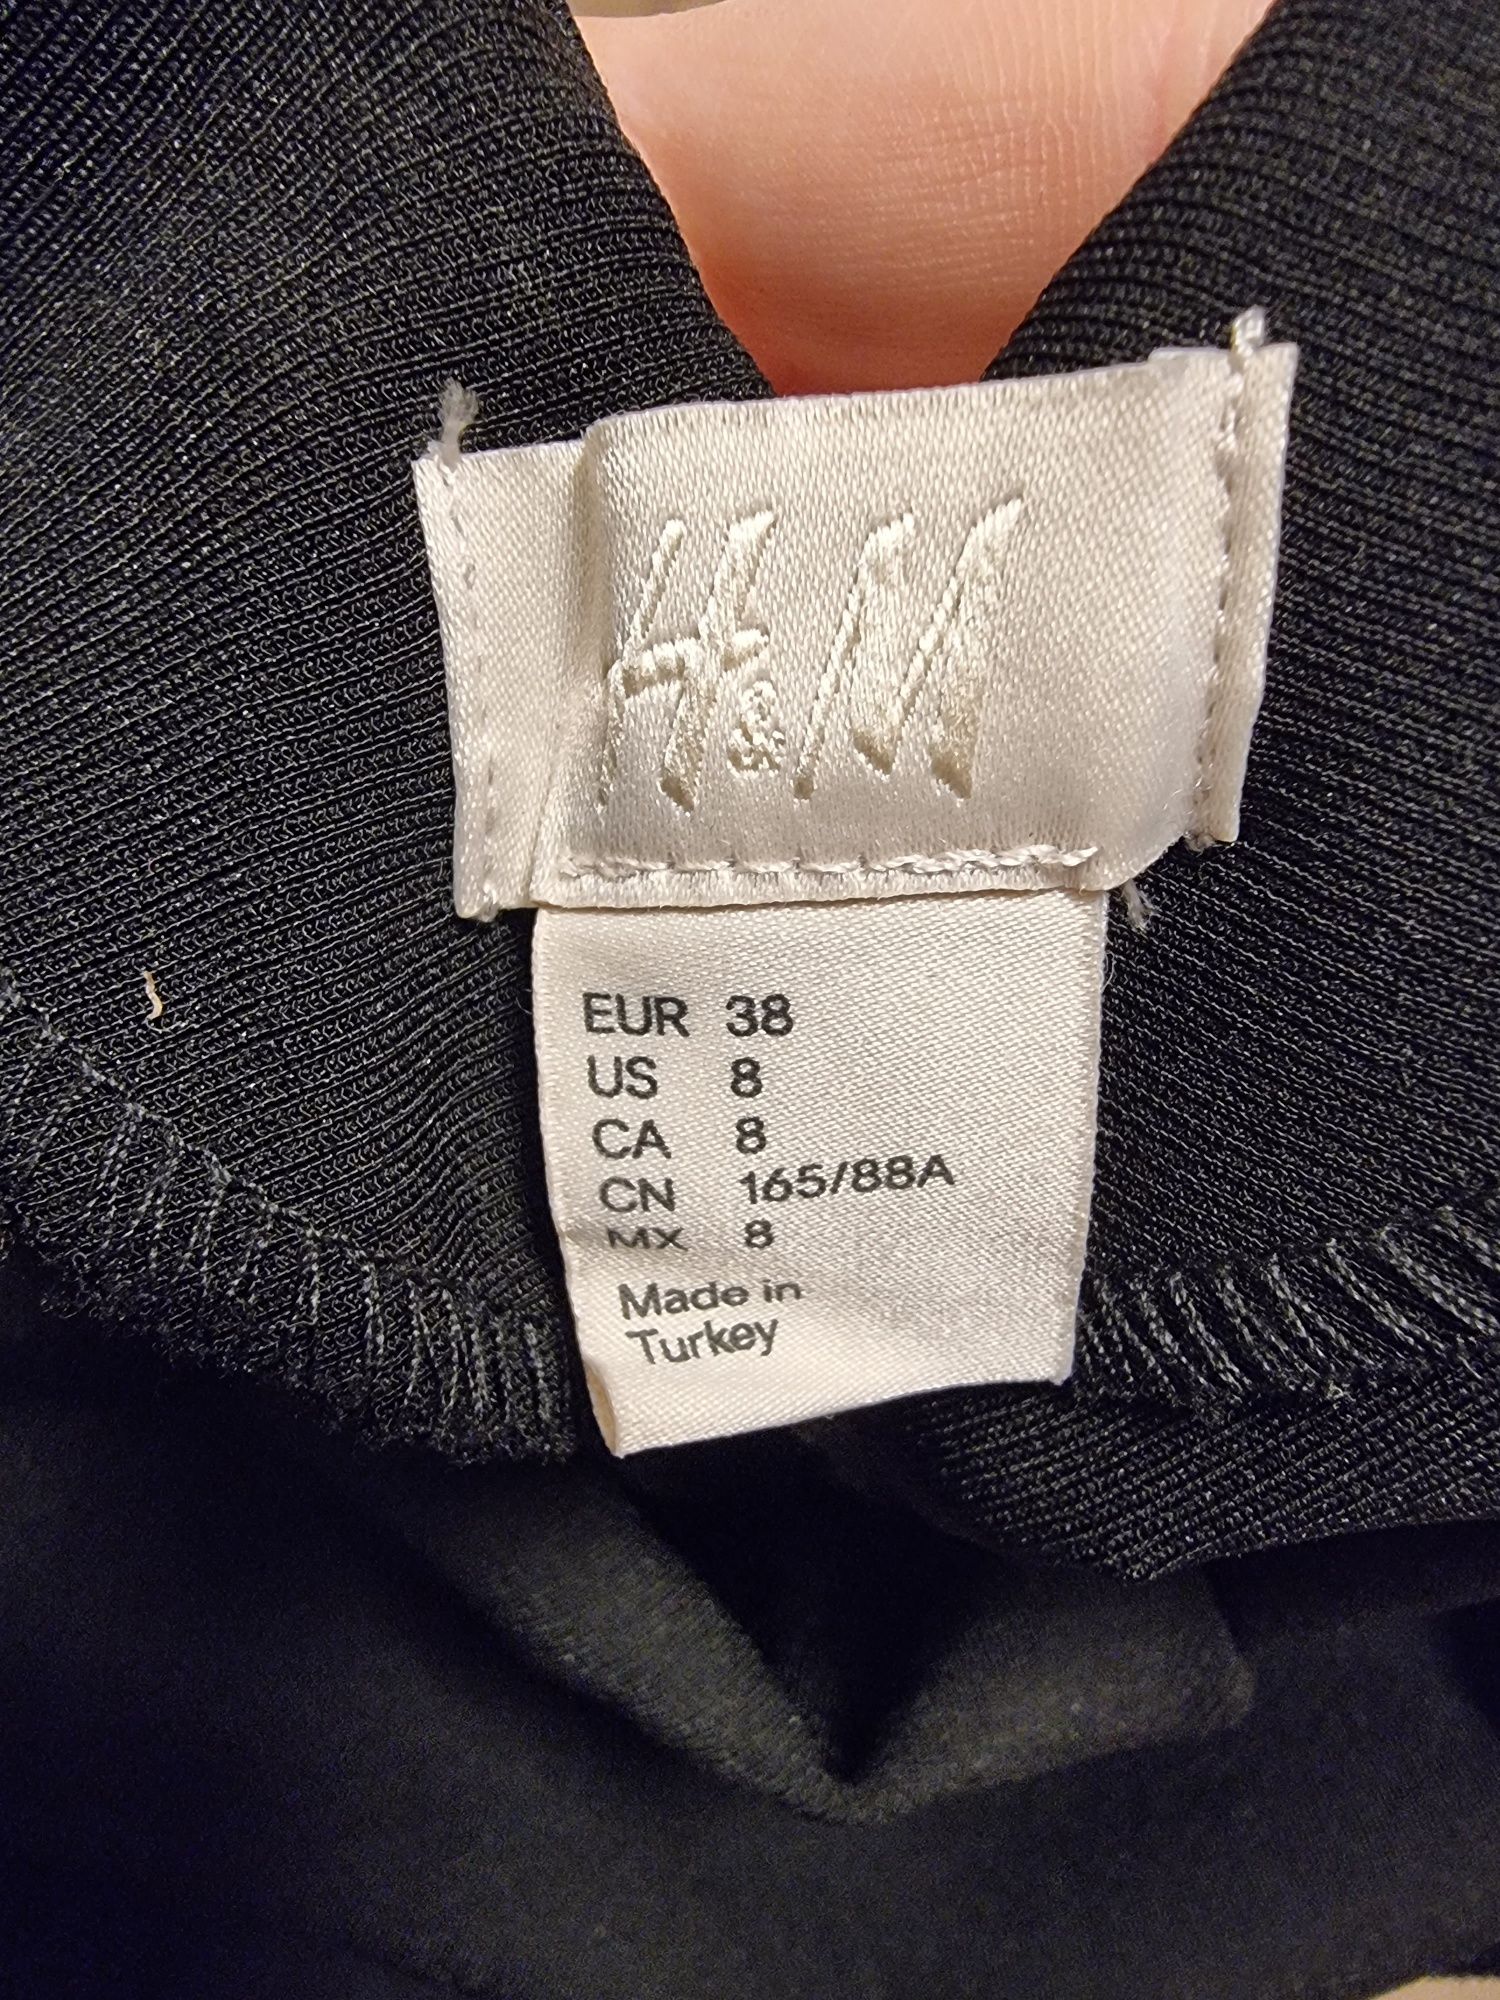 H&M
EUR 38
US 8
CA 8
CN 165/88A
MX 8
Made in
Turkey